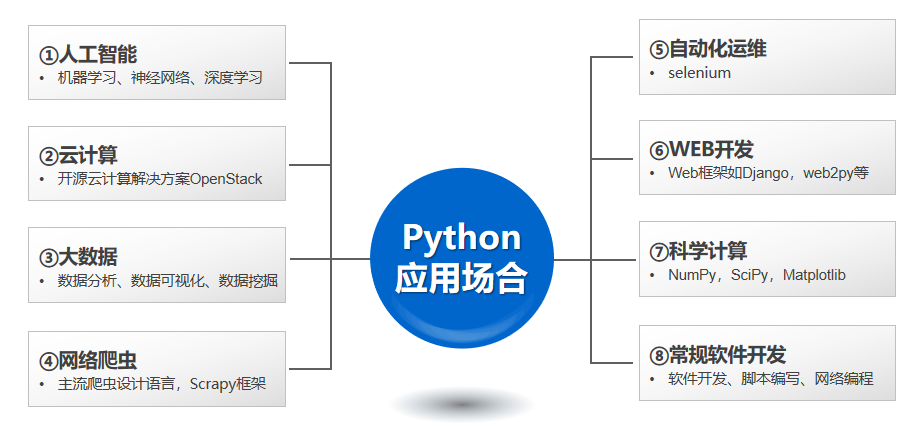 ①人工智能
• 机器学习、神经网络、深度学习
②云计算
• 开源云计算解决方案OpenStack
③大数据
• 数据分析、数据可视化、数据挖掘
④网络爬虫
• 主流爬虫设计语言，Scrapy框架
Python
应用场合
⑤自动化运维
• selenium
⑥WEB开发
• Web框架如Django，web2py等
⑦科学计算
• NumPy，SciPy，Matplotlib
⑧常规软件开发
• 软件开发、脚本编写、网络编程